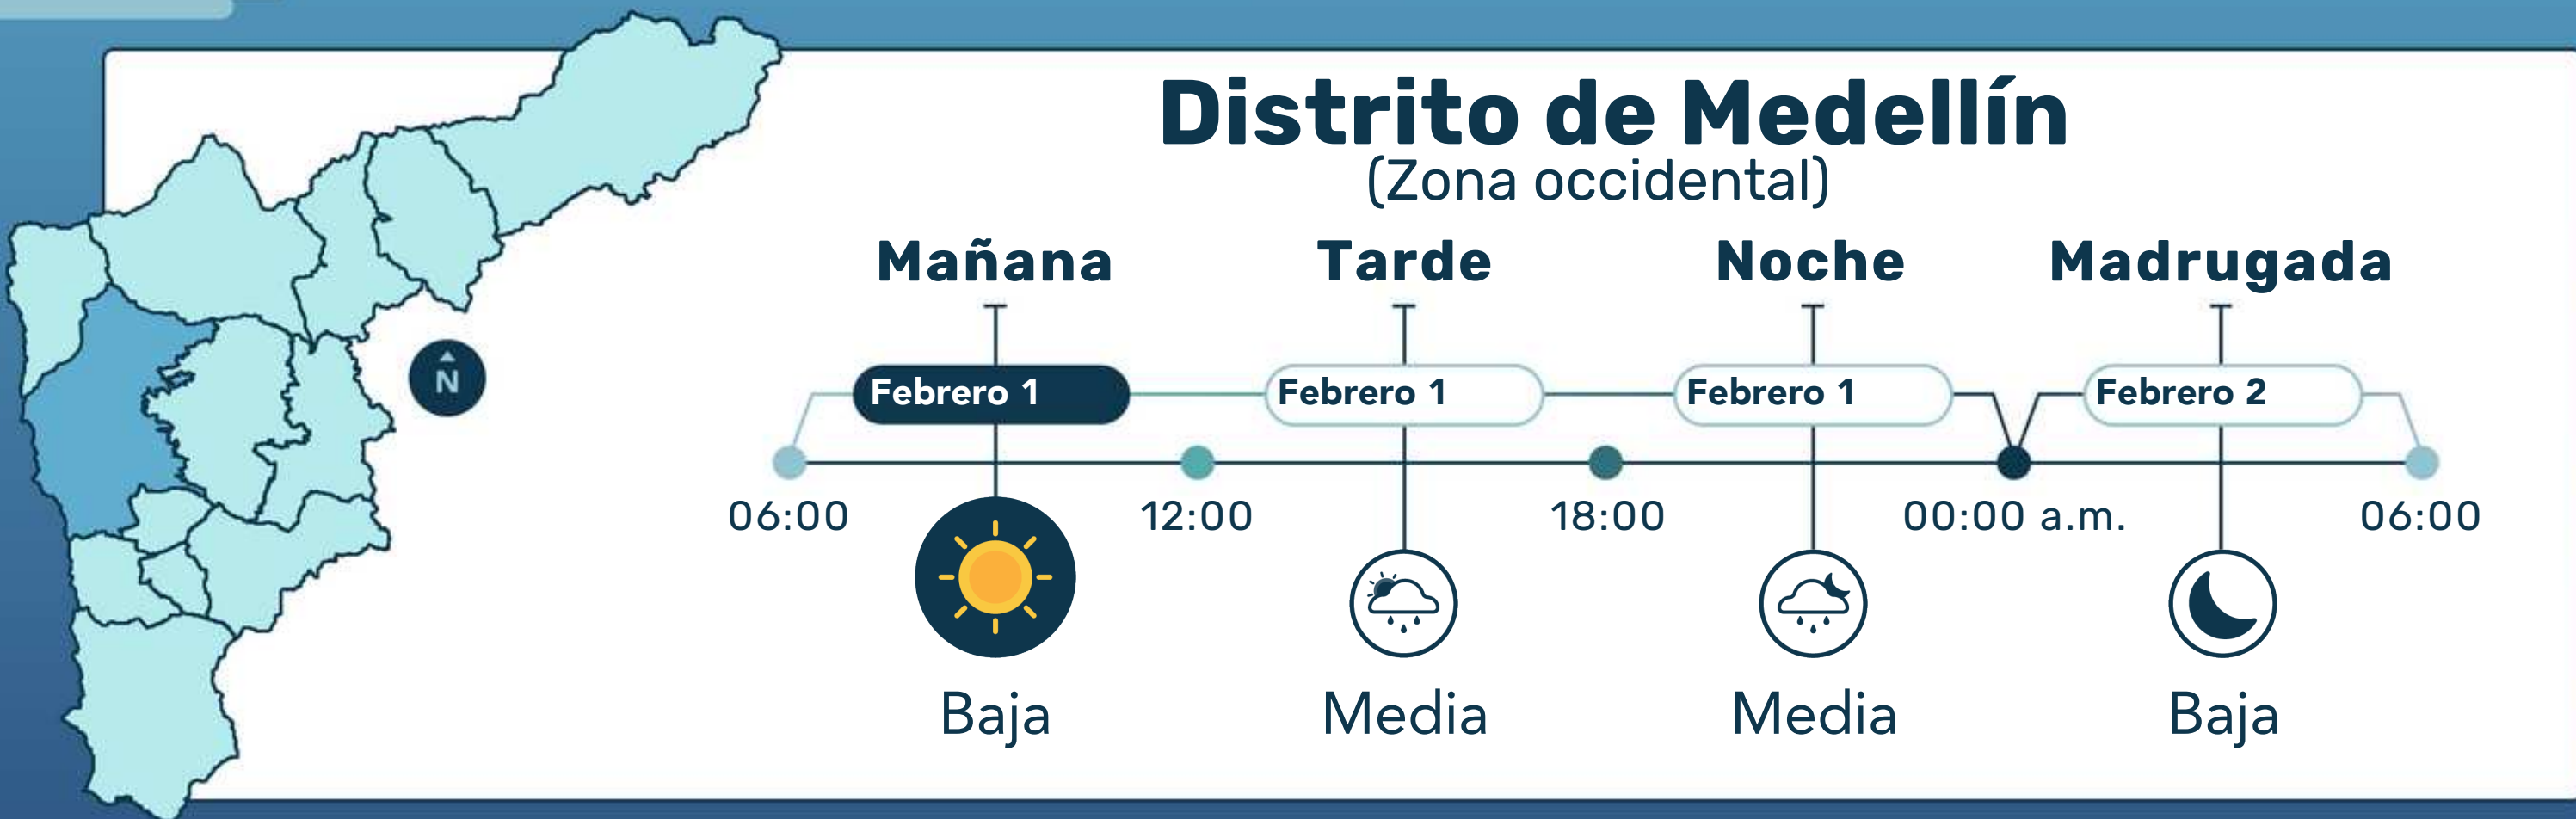 Distrito de Medellín
(Zona occidental)
Mañana Tarde Noche Madrugada
Febrero 1 Febrero 1 Febrero 1 Febrero 2
N
06:00 12:00 18:00 00:00 a.m. 06:00
Baja Media Media Baja